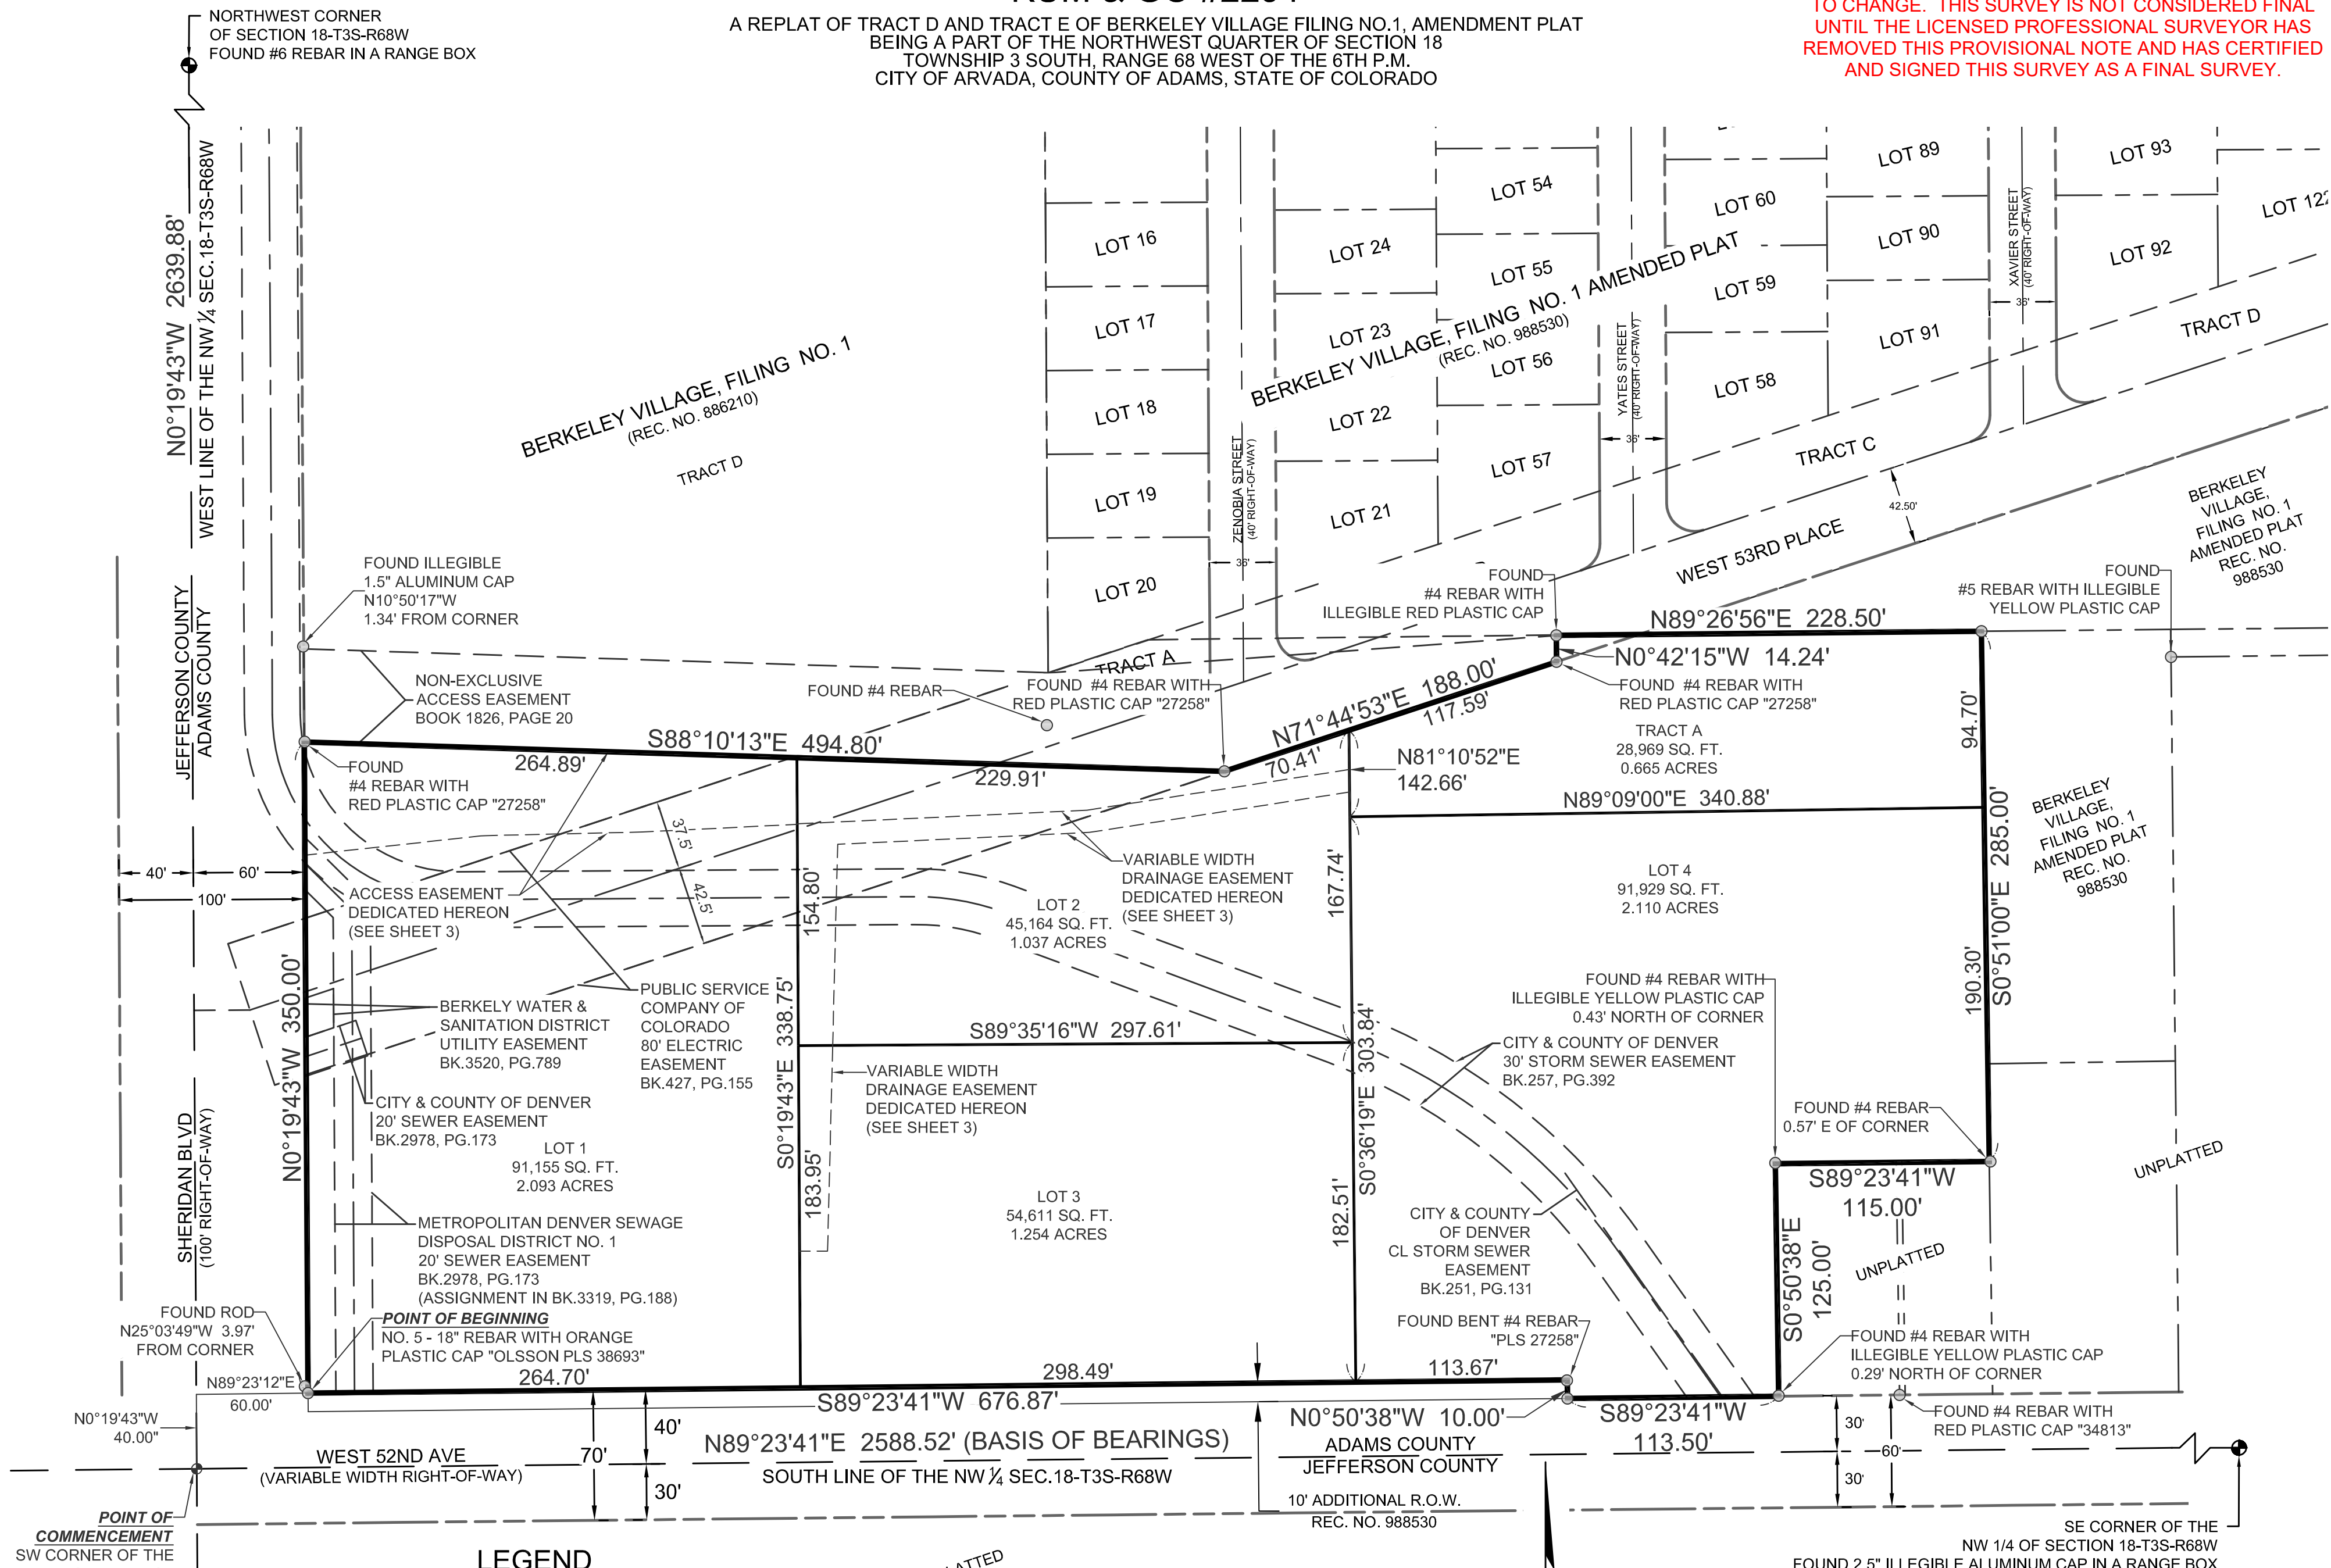 A REPLAT OF TRACT D AND TRACT E OF BERKELEY VILLAGE FILING NO.1, AMENDMENT PLAT
BEING A PART OF THE NORTHWEST QUARTER OF SECTION 18
TOWNSHIP 3 SOUTH, RANGE 68 WEST OF THE 6TH P.M.
CITY OF ARVADA, COUNTY OF ADAMS, STATE OF COLORADO
TO CHANGE. THIS SURVEY IS NOT CONSIDERED FINAL
UNTIL THE LICENSED PROFESSIONAL SURVEYOR HAS
REMOVED THIS PROVISIONAL NOTE AND HAS CERTIFIED
AND SIGNED THIS SURVEY AS A FINAL SURVEY.
NORTHWEST CORNER
OF SECTION 18-T3S-R68W
FOUND #6 REBAR IN A RANGE BOX
N0°19'43"W 2639.88'
WEST LINE OF THE NW ¼ SEC.18-T3S-R68W
JEFFERSON COUNTY
ADAMS COUNTY
BERKELEY VILLAGE, FILING NO. 1
(REC. NO. 886210)
TRACT D
LOT 16
LOT 17
LOT 18
LOT 19
LOT 20
ZENOBIA STREET
(40' RIGHT-OF-WAY)
36'
LOT 24
LOT 23
LOT 22
LOT 21
BERKELEY VILLAGE, FILING NO. 1 AMENDED PLAT
(REC. NO. 988530)
LOT 54
LOT 55
LOT 56
LOT 57
YATES STREET
(40' RIGHT-OF-WAY)
36'
LOT 60
LOT 59
LOT 58
LOT 89
LOT 90
LOT 91
XAVIER STREET
(40' RIGHT-OF-WAY)
36'
LOT 93
LOT 92
LOT 122
TRACT D
TRACT C
WEST 53RD PLACE
42.50'
BERKELEY
VILLAGE,
FILING NO. 1
AMENDED PLAT
REC. NO.
988530
FOUND
#5 REBAR WITH ILLEGIBLE
YELLOW PLASTIC CAP
FOUND ILLEGIBLE
1.5" ALUMINUM CAP
N10°50'17"W
1.34' FROM CORNER
NON-EXCLUSIVE
ACCESS EASEMENT
BOOK 1826, PAGE 20
FOUND #4 REBAR
TRACT A
FOUND #4 REBAR WITH
RED PLASTIC CAP "27258"
FOUND
#4 REBAR WITH
ILLEGIBLE RED PLASTIC CAP
N89°26'56"E 228.50'
N0°42'15"W 14.24'
FOUND #4 REBAR WITH
RED PLASTIC CAP "27258"
N71°44'53"E 188.00'
117.59'
70.41'
S88°10'13"E 494.80'
264.89'
229.91'
FOUND
#4 REBAR WITH
RED PLASTIC CAP "27258"
N81°10'52"E
142.66'
TRACT A
28,969 SQ. FT.
0.665 ACRES
94.70'
N89°09'00"E 340.88'
S0°51'00"E 285.00'
190.30'
BERKELEY
VILLAGE,
FILING NO. 1
AMENDED PLAT
REC. NO.
988530
40'
60'
100'
37.5'
42.5'
ACCESS EASEMENT
DEDICATED HEREON
(SEE SHEET 3)
154.80'
LOT 2
45,164 SQ. FT.
1.037 ACRES
VARIABLE WIDTH
DRAINAGE EASEMENT
DEDICATED HEREON
(SEE SHEET 3)
167.74'
LOT 4
91,929 SQ. FT.
2.110 ACRES
N0°19'43"W 350.00'
BERKELY WATER &
SANITATION DISTRICT
UTILITY EASEMENT
BK.3520, PG.789
PUBLIC SERVICE
COMPANY OF
COLORADO
80' ELECTRIC
EASEMENT
BK.427, PG.155
S0°19'43"E 338.75'
S89°35'16"W 297.61'
S0°36'19"E 303.84'
FOUND #4 REBAR WITH
ILLEGIBLE YELLOW PLASTIC CAP
0.43' NORTH OF CORNER
CITY & COUNTY OF DENVER
30' STORM SEWER EASEMENT
BK.257, PG.392
CITY & COUNTY OF DENVER
20' SEWER EASEMENT
BK.2978, PG.173
LOT 1
91,155 SQ. FT.
2.093 ACRES
VARIABLE WIDTH
DRAINAGE EASEMENT
DEDICATED HEREON
(SEE SHEET 3)
FOUND #4 REBAR
0.57' E OF CORNER
UNPLATTED
S89°23'41"W
115.00'
SHERIDAN BLVD
(100' RIGHT-OF-WAY)
METROPOLITAN DENVER SEWAGE
DISPOSAL DISTRICT NO. 1
20' SEWER EASEMENT
BK.2978, PG.173
(ASSIGNMENT IN BK.3319, PG.188)
183.95'
LOT 3
54,611 SQ. FT.
1.254 ACRES
182.51'
CITY & COUNTY
OF DENVER
CL STORM SEWER
EASEMENT
BK.251, PG.131
S0°50'38"E
125.00'
UNPLATTED
FOUND ROD
N25°03'49"W 3.97'
FROM CORNER
POINT OF BEGINNING
NO. 5 - 18" REBAR WITH ORANGE
PLASTIC CAP "OLSSON PLS 38693"
FOUND BENT #4 REBAR
"PLS 27258"
FOUND #4 REBAR WITH
ILLEGIBLE YELLOW PLASTIC CAP
0.29' NORTH OF CORNER
264.70'
298.49'
113.67'
N89°23'12"E
60.00'
S89°23'41"W 676.87'
N0°50'38"W 10.00'
S89°23'41"W
113.50'
FOUND #4 REBAR WITH
RED PLASTIC CAP "34813"
N0°19'43"W
40.00"
WEST 52ND AVE
(VARIABLE WIDTH RIGHT-OF-WAY)
70'
40'
30'
N89°23'41"E 2588.52' (BASIS OF BEARINGS)
SOUTH LINE OF THE NW ¼ SEC.18-T3S-R68W
ADAMS COUNTY
JEFFERSON COUNTY
30'
60'
30'
10' ADDITIONAL R.O.W.
REC. NO. 988530
POINT OF
COMMENCEMENT
SW CORNER OF THE
LEGEND
SE CORNER OF THE
NW 1/4 OF SECTION 18-T3S-R68W
FOUND 2.5" ILLEGIBLE ALUMINUM CAP IN A RANGE BOX